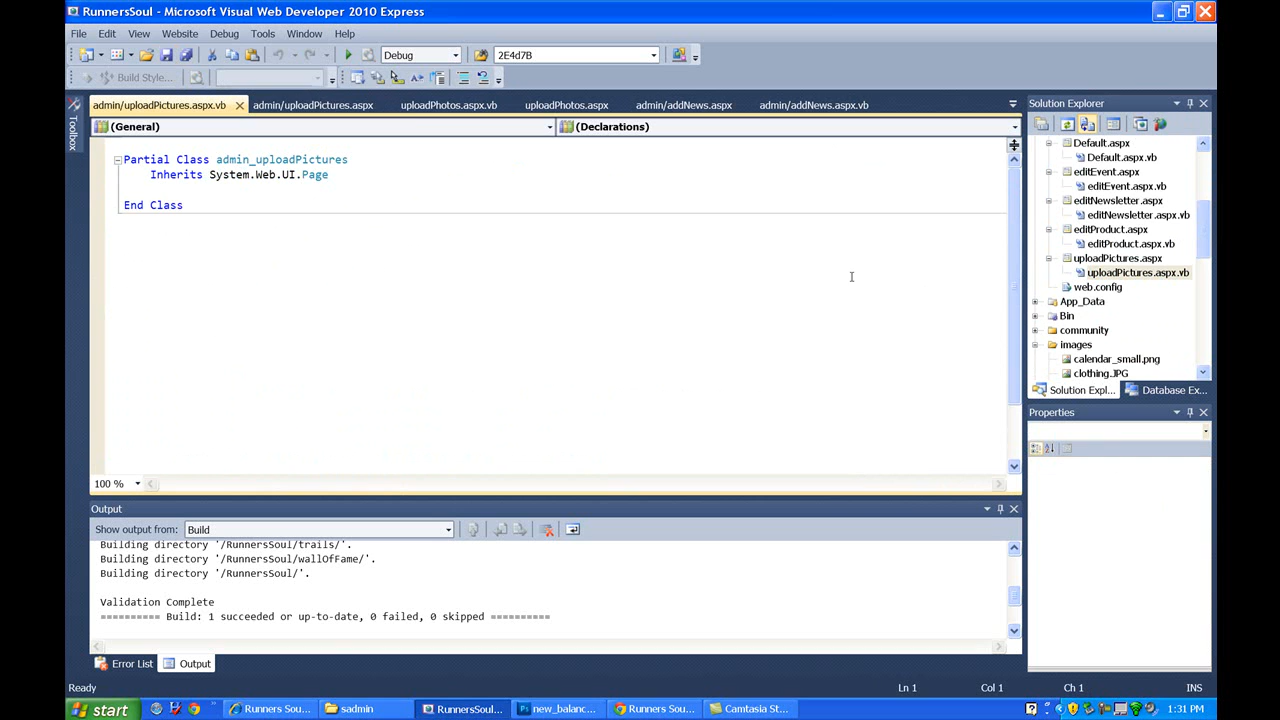 RunnersSoul - Microsoft Visual Web Developer 2010 Express
File Edit View Website Debug Tools Window Help
Debug 2E4d7B
Build Style...
admin/uploadPictures.aspx.vb admin/uploadPictures.aspx uploadPhotos.aspx.vb uploadPhotos.aspx admin/addNews.aspx admin/addNews.aspx.vb
Toolbox
(General) (Declarations)
Partial Class admin_uploadPictures
Inherits System.Web.UI.Page
End Class
100 %
Solution Explorer
Default.aspx
Default.aspx.vb
editEvent.aspx
editEvent.aspx.vb
editNewsletter.aspx
editNewsletter.aspx.vb
editProduct.aspx
editProduct.aspx.vb
uploadPictures.aspx
uploadPictures.aspx.vb
web.config
App_Data
Bin
community
images
calendar_small.png
clothing.JPG
Solution Expl... Database Ex...
Properties
Output
Show output from: Build
Building directory '/RunnersSoul/trails/'.
Building directory '/RunnersSoul/wallOfFame/'.
Building directory '/RunnersSoul/'.
Validation Complete
========== Build: 1 succeeded or up-to-date, 0 failed, 0 skipped ==========
Error List Output
Ready Ln 1 Col 1 Ch 1 INS
start Runners Sou... sadmin RunnersSoul... new_balanc... Runners Sou... Camtasia St... 1:31 PM